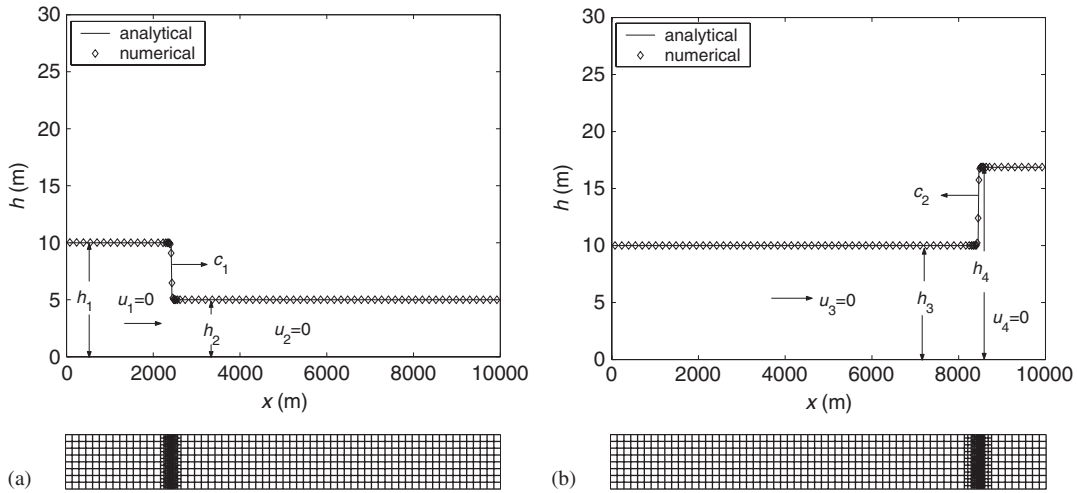 30
25
20
15
10
5
0
h (m)
analytical
numerical
c1
h1
u1=0
h2
u2=0
0 2000 4000 6000 8000 10000
x (m)
(a)
30
25
20
15
10
5
0
h (m)
analytical
numerical
c2
h4
h3
u3=0
u4=0
0 2000 4000 6000 8000 10000
x (m)
(b)